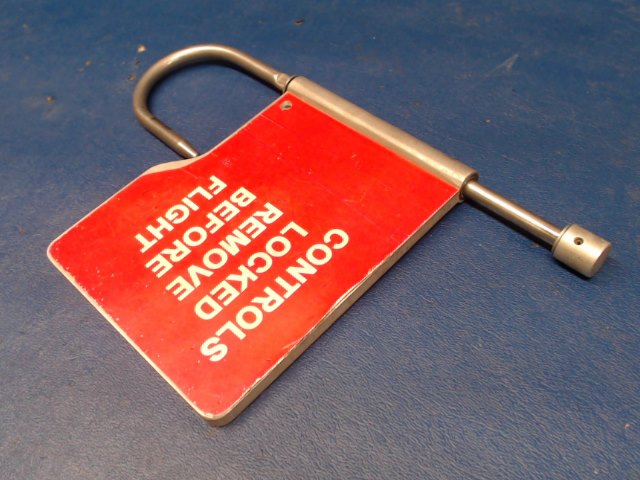 CONTROLS
LOCKED
REMOVE
BEFORE
FLIGHT